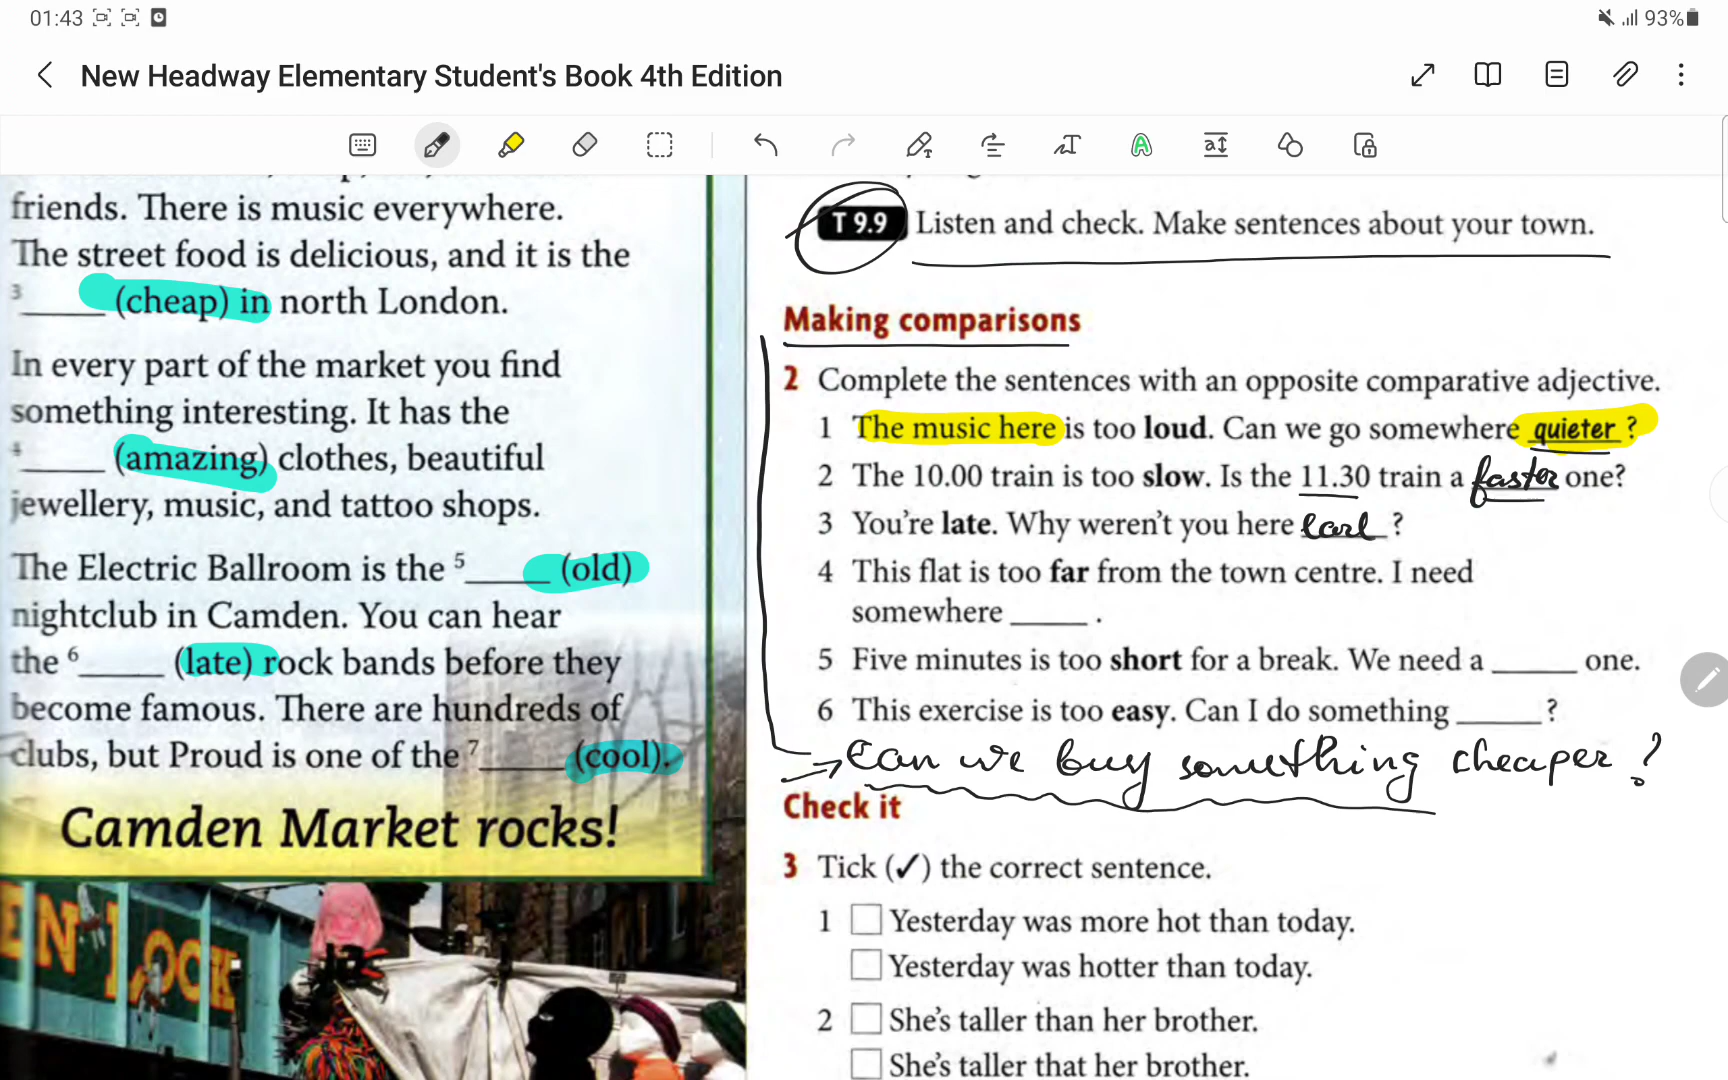 01:43
93%
New Headway Elementary Student's Book 4th Edition
friends. There is music everywhere.
The street food is delicious, and it is the
3 ____ (cheap) in north London.
In every part of the market you find
something interesting. It has the
4 ____ (amazing) clothes, beautiful
jewellery, music, and tattoo shops.
The Electric Ballroom is the 5 ____ (old)
nightclub in Camden. You can hear
the 6 ____ (late) rock bands before they
become famous. There are hundreds of
clubs, but Proud is one of the 7 ____ (cool).
Camden Market rocks!
EN LOCK
T 9.9 Listen and check. Make sentences about your town.
Making comparisons
2 Complete the sentences with an opposite comparative adjective.
1 The music here is too loud. Can we go somewhere quieter ?
2 The 10.00 train is too slow. Is the 11.30 train a faster one?
3 You're late. Why weren't you here earl ?
4 This flat is too far from the town centre. I need
somewhere ____ .
5 Five minutes is too short for a break. We need a ____ one.
6 This exercise is too easy. Can I do something ____ ?
Can we buy something cheaper ?
Check it
3 Tick (✓) the correct sentence.
1 Yesterday was more hot than today.
Yesterday was hotter than today.
2 She's taller than her brother.
She's taller that her brother.